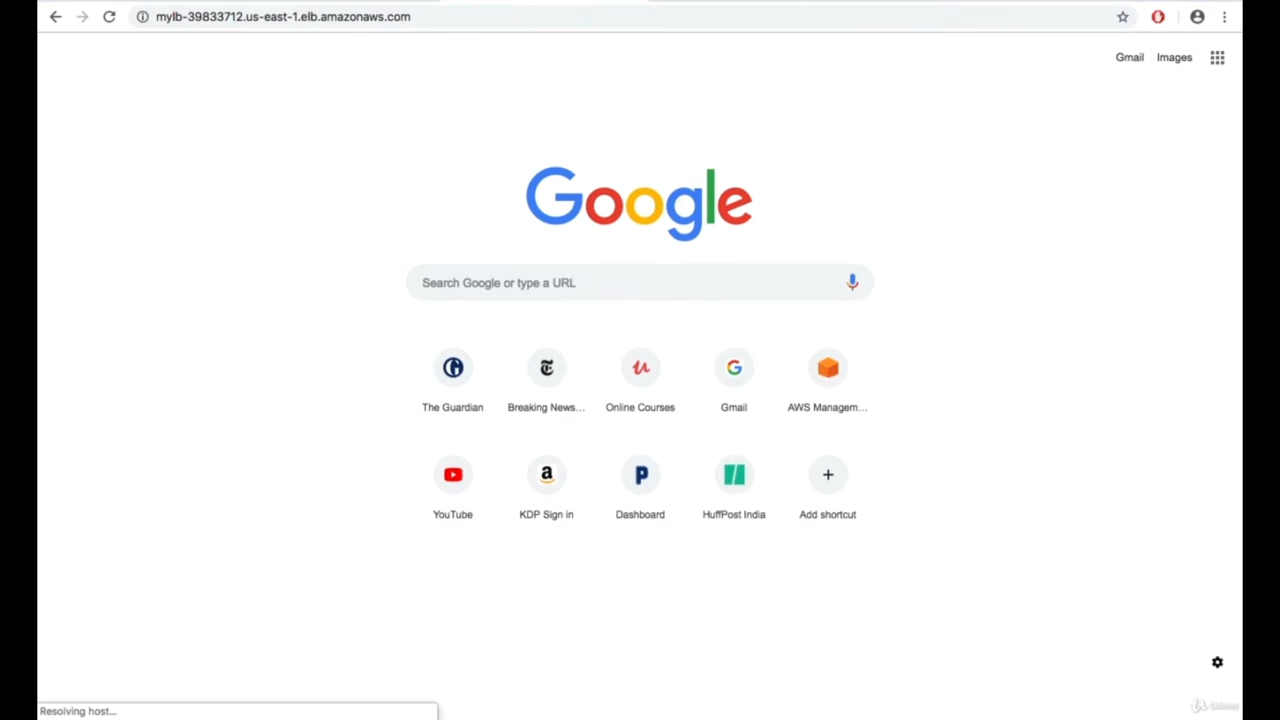 mylb-39833712.us-east-1.elb.amazonaws.com
Gmail Images
Google
Search Google or type a URL
The Guardian Breaking News... Online Courses Gmail AWS Managem...
YouTube KDP Sign in Dashboard HuffPost India Add shortcut
Resolving host...
Udemy